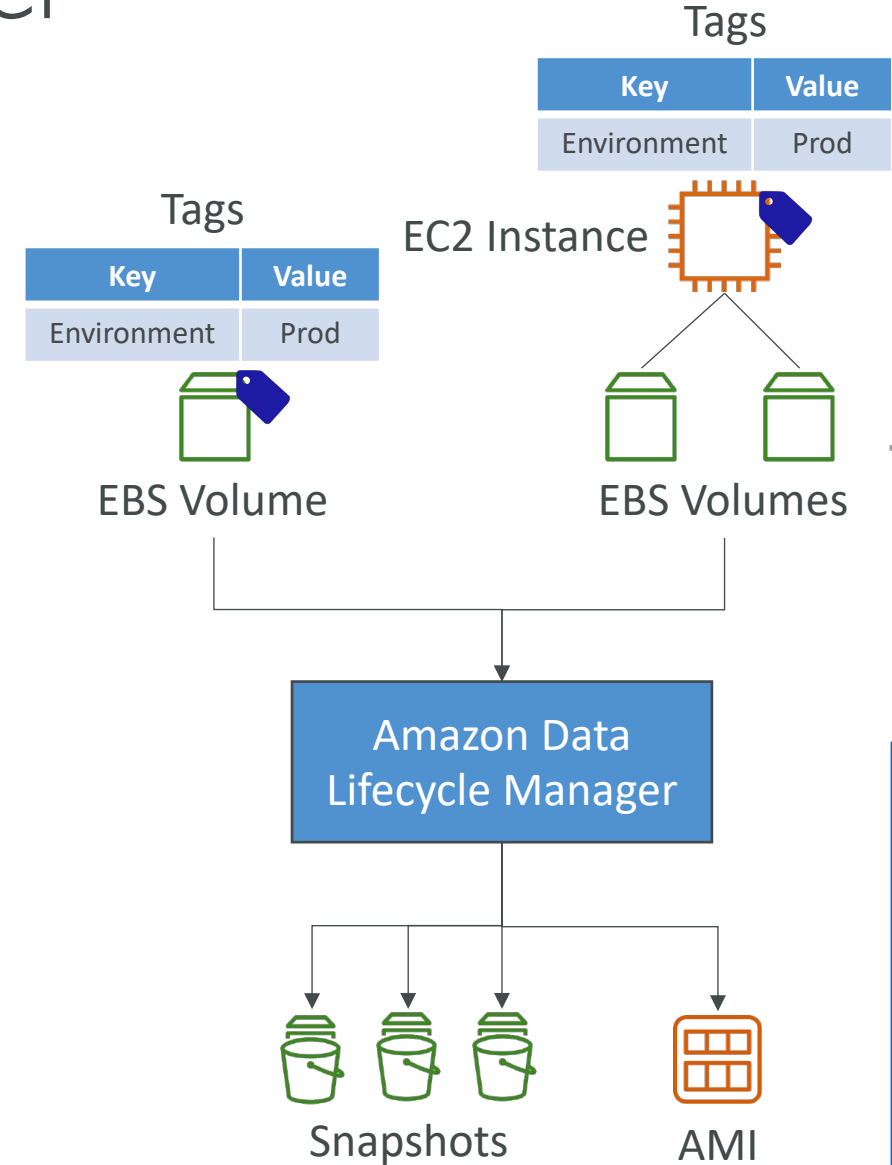 Tags
Key Value
Environment Prod
EC2 Instance
Tags
Key Value
Environment Prod
EBS Volume
EBS Volumes
Amazon Data
Lifecycle Manager
Snapshots
AMI